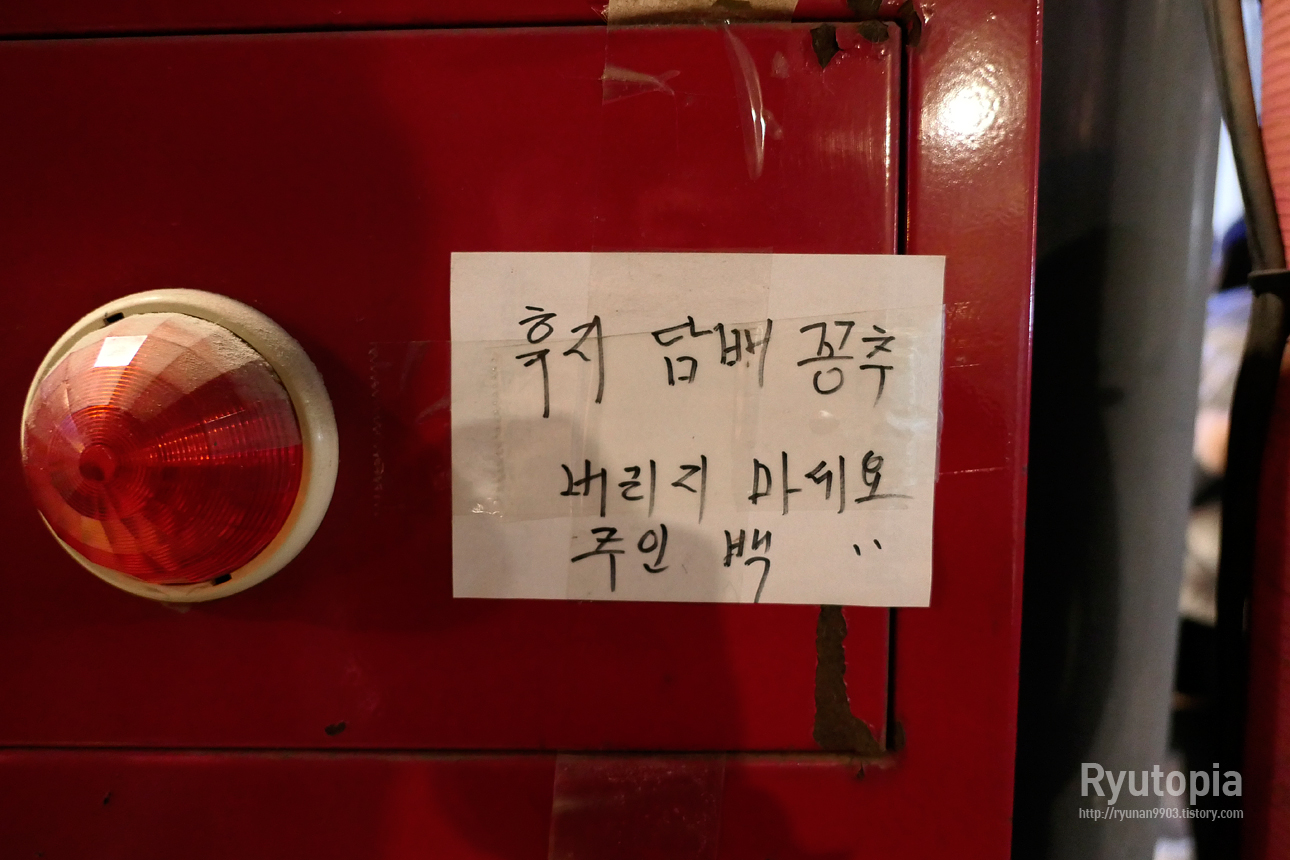 휴지 담배 꽁추
버리지 마세요
주인 백 ..
Ryutopia
http://ryunan9903.tistory.com